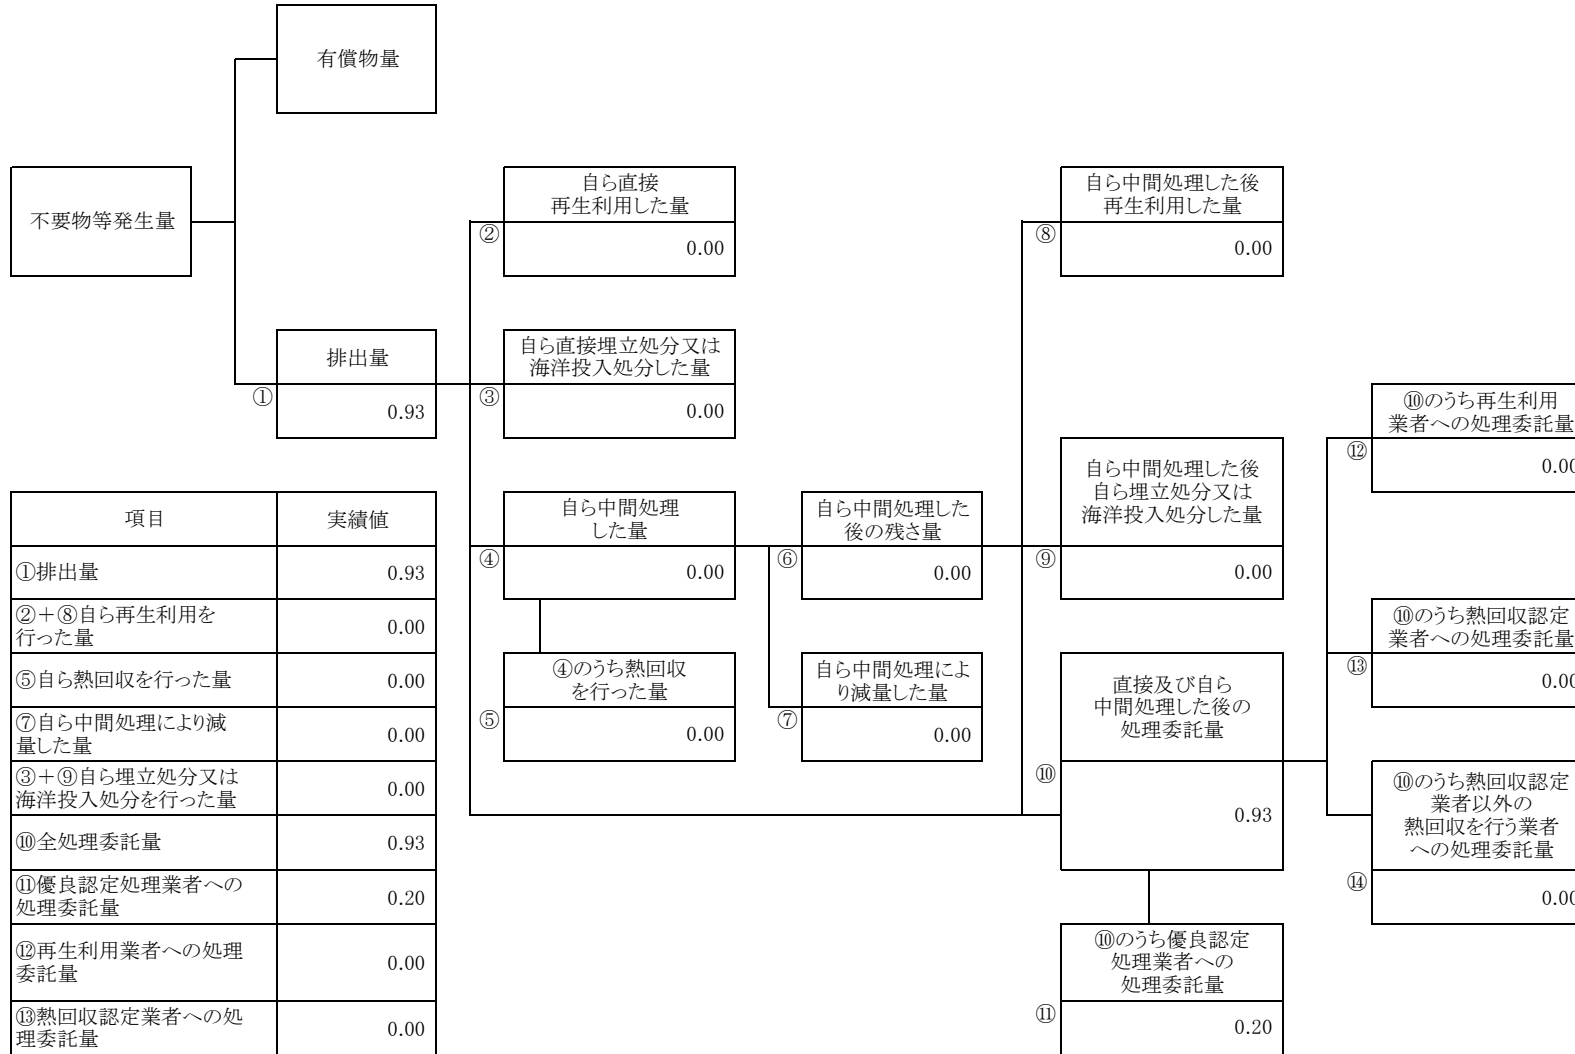 有償物量
不要物等発生量
排出量
①
0.93
自ら直接
再生利用した量
②
0.00
自ら直接埋立処分又は
海洋投入処分した量
③
0.00
自ら中間処理
した量
④
0.00
④のうち熱回収
を行った量
⑤
0.00
自ら中間処理した
後の残さ量
⑥
0.00
自ら中間処理によ
り減量した量
⑦
0.00
自ら中間処理した後
再生利用した量
⑧
0.00
自ら中間処理した後
自ら埋立処分又は
海洋投入処分した量
⑨
0.00
直接及び自ら
中間処理した後の
処理委託量
⑩
0.93
⑩のうち優良認定
処理業者への
処理委託量
⑪
0.20
⑩のうち再生利用
業者への処理委託量
⑫
0.00
⑩のうち熱回収認定
業者への処理委託量
⑬
0.00
⑩のうち熱回収認定
業者以外の
熱回収を行う業者
への処理委託量
⑭
0.00
項目 実績値
①排出量 0.93
②＋⑧自ら再生利用を
行った量 0.00
⑤自ら熱回収を行った量 0.00
⑦自ら中間処理により減
量した量 0.00
③＋⑨自ら埋立処分又は
海洋投入処分を行った量 0.00
⑩全処理委託量 0.93
⑪優良認定処理業者への
処理委託量 0.20
⑫再生利用業者への処理
委託量 0.00
⑬熱回収認定業者への処
理委託量 0.00